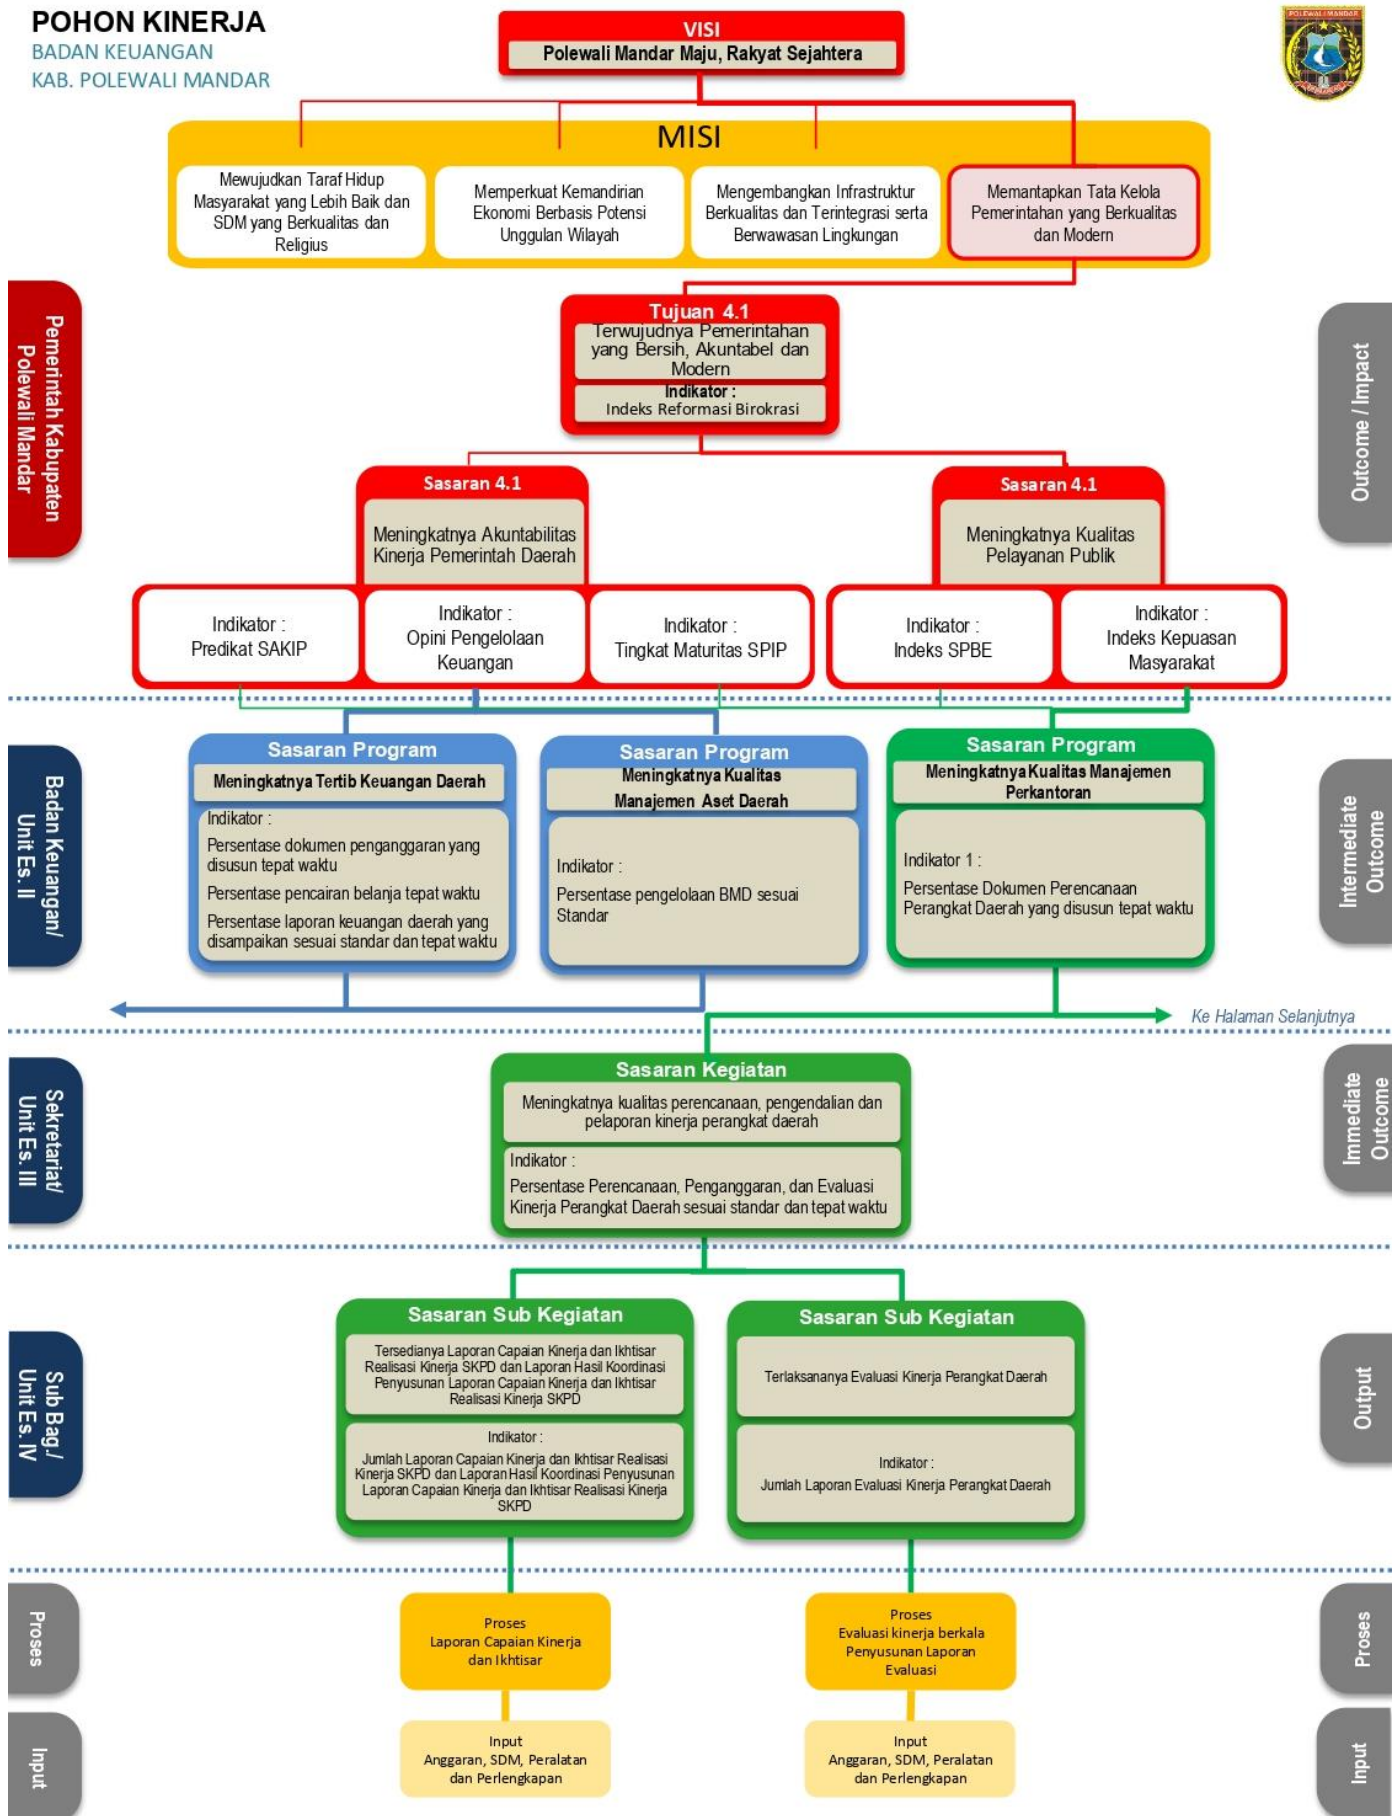 POHON KINERJA
BADAN KEUANGAN
KAB. POLEWALI MANDAR
VISI
Polewali Mandar Maju, Rakyat Sejahtera
POLEWALI MANDAR
MISI
Mewujudkan Taraf Hidup
Masyarakat yang Lebih Baik dan
SDM yang Berkualitas dan
Religius
Memperkuat Kemandirian
Ekonomi Berbasis Potensi
Unggulan Wilayah
Mengembangkan Infrastruktur
Berkualitas dan Terintegrasi serta
Berwawasan Lingkungan
Memantapkan Tata Kelola
Pemerintahan yang Berkualitas
dan Modern
Pemerintah Kabupaten
Polewali Mandar
Tujuan 4.1
Terwujudnya Pemerintahan
yang Bersih, Akuntabel dan
Modern
Indikator :
Indeks Reformasi Birokrasi
Outcome / Impact
Sasaran 4.1
Meningkatnya Akuntabilitas
Kinerja Pemerintah Daerah
Sasaran 4.1
Meningkatnya Kualitas
Pelayanan Publik
Indikator :
Predikat SAKIP
Indikator :
Opini Pengelolaan
Keuangan
Indikator :
Tingkat Maturitas SPIP
Indikator :
Indeks SPBE
Indikator :
Indeks Kepuasan
Masyarakat
Badan Keuangan/
Unit Es. II
Sasaran Program
Meningkatnya Tertib Keuangan Daerah
Indikator :
Persentase dokumen penganggaran yang
disusun tepat waktu
Persentase pencairan belanja tepat waktu
Persentase laporan keuangan daerah yang
disampaikan sesuai standar dan tepat waktu
Sasaran Program
Meningkatnya Kualitas
Manajemen Aset Daerah
Indikator :
Persentase pengelolaan BMD sesuai
Standar
Sasaran Program
Meningkatnya Kualitas Manajemen
Perkantoran
Indikator 1 :
Persentase Dokumen Perencanaan
Perangkat Daerah yang disusun tepat waktu
Intermediate
Outcome
Ke Halaman Selanjutnya
Sekretariat/
Unit Es. III
Sasaran Kegiatan
Meningkatnya kualitas perencanaan, pengendalian dan
pelaporan kinerja perangkat daerah
Indikator :
Persentase Perencanaan, Penganggaran, dan Evaluasi
Kinerja Perangkat Daerah sesuai standar dan tepat waktu
Immediate
Outcome
Sub Bag./
Unit Es. IV
Sasaran Sub Kegiatan
Tersedianya Laporan Capaian Kinerja dan Ikhtisar
Realisasi Kinerja SKPD dan Laporan Hasil Koordinasi
Penyusunan Laporan Capaian Kinerja dan Ikhtisar
Realisasi Kinerja SKPD
Indikator :
Jumlah Laporan Capaian Kinerja dan Ikhtisar Realisasi
Kinerja SKPD dan Laporan Hasil Koordinasi Penyusunan
Laporan Capaian Kinerja dan Ikhtisar Realisasi Kinerja
SKPD
Sasaran Sub Kegiatan
Terlaksananya Evaluasi Kinerja Perangkat Daerah
Indikator :
Jumlah Laporan Evaluasi Kinerja Perangkat Daerah
Output
Proses
Proses
Laporan Capaian Kinerja
dan Ikhtisar
Proses
Evaluasi kinerja berkala
Penyusunan Laporan
Evaluasi
Proses
Input
Input
Anggaran, SDM, Peralatan
dan Perlengkapan
Input
Anggaran, SDM, Peralatan
dan Perlengkapan
Input